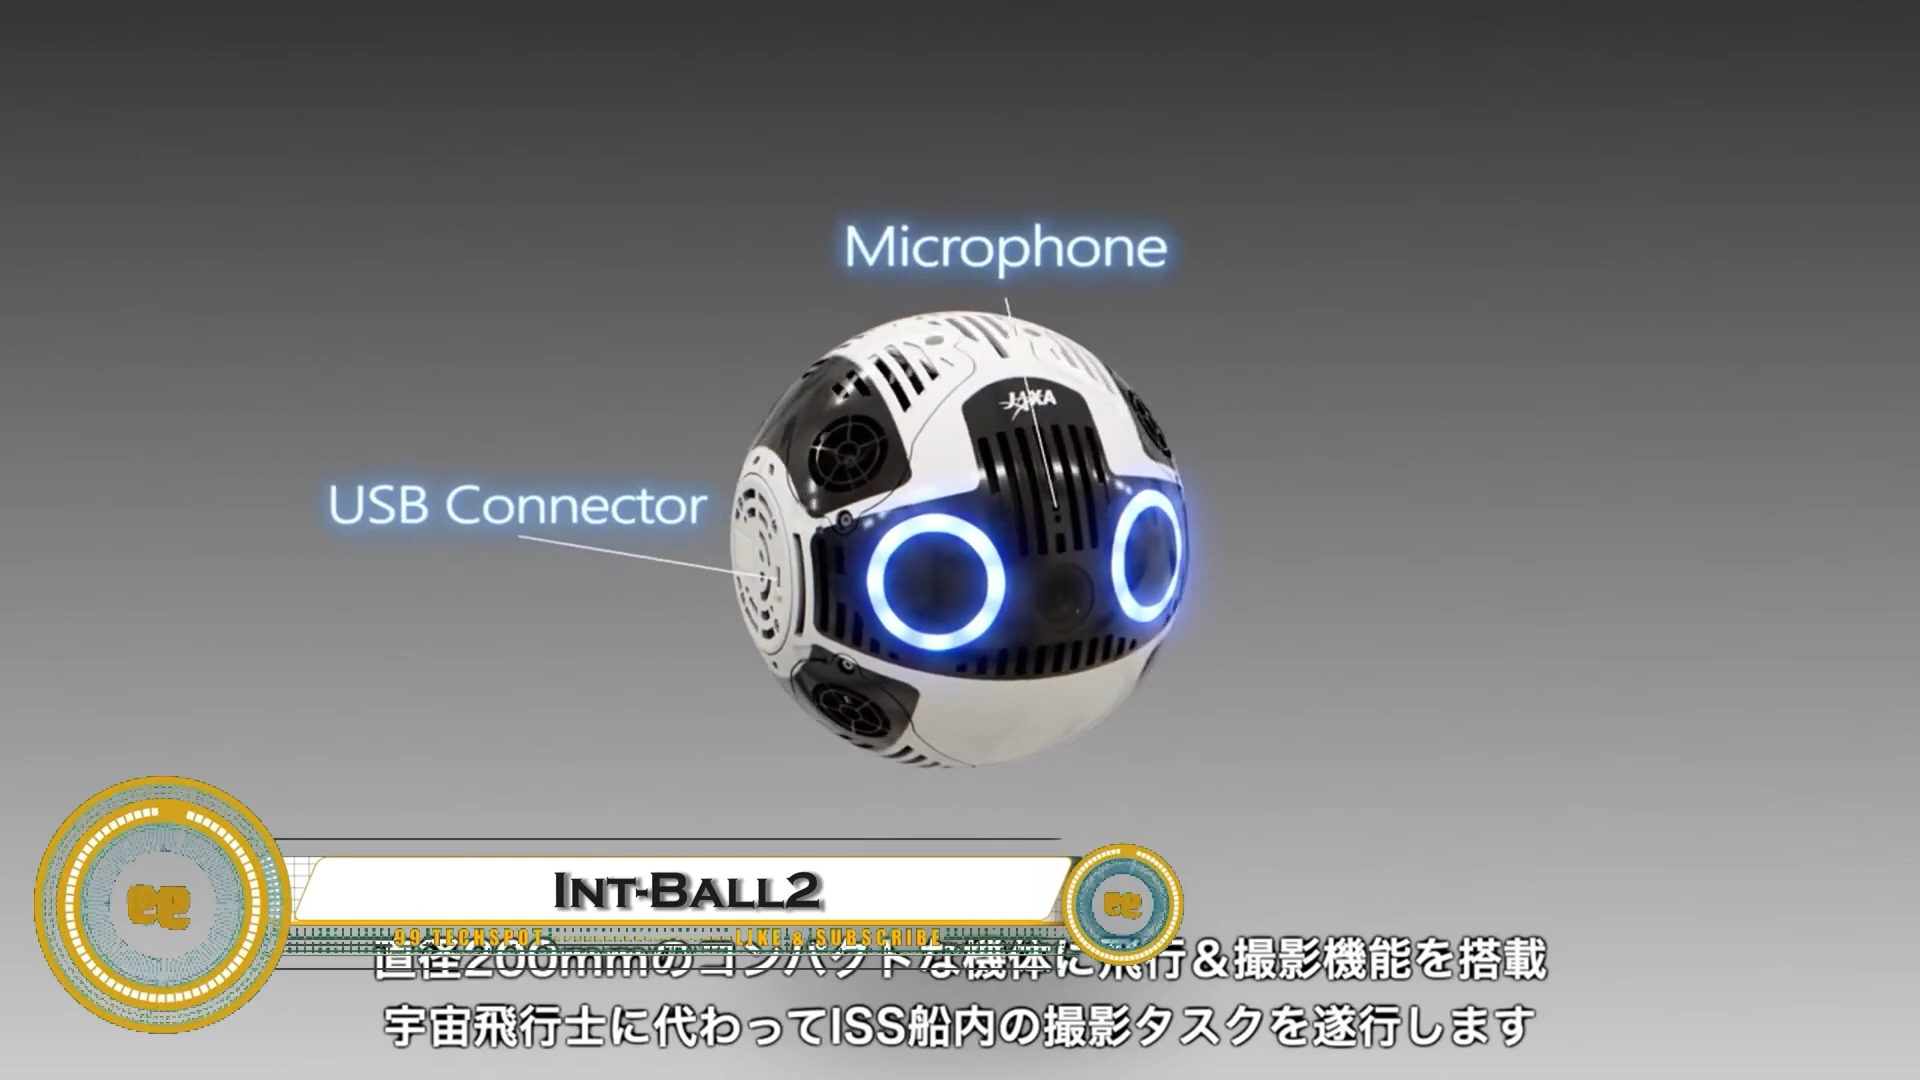 Microphone
JAXA
USB Connector
INT-BALL2
99 TECHSPOT
LIKE & SUBSCRIBE
直径200mmのコンパクトな機体に飛行＆撮影機能を搭載
宇宙飛行士に代わってISS船内の撮影タスクを遂行します